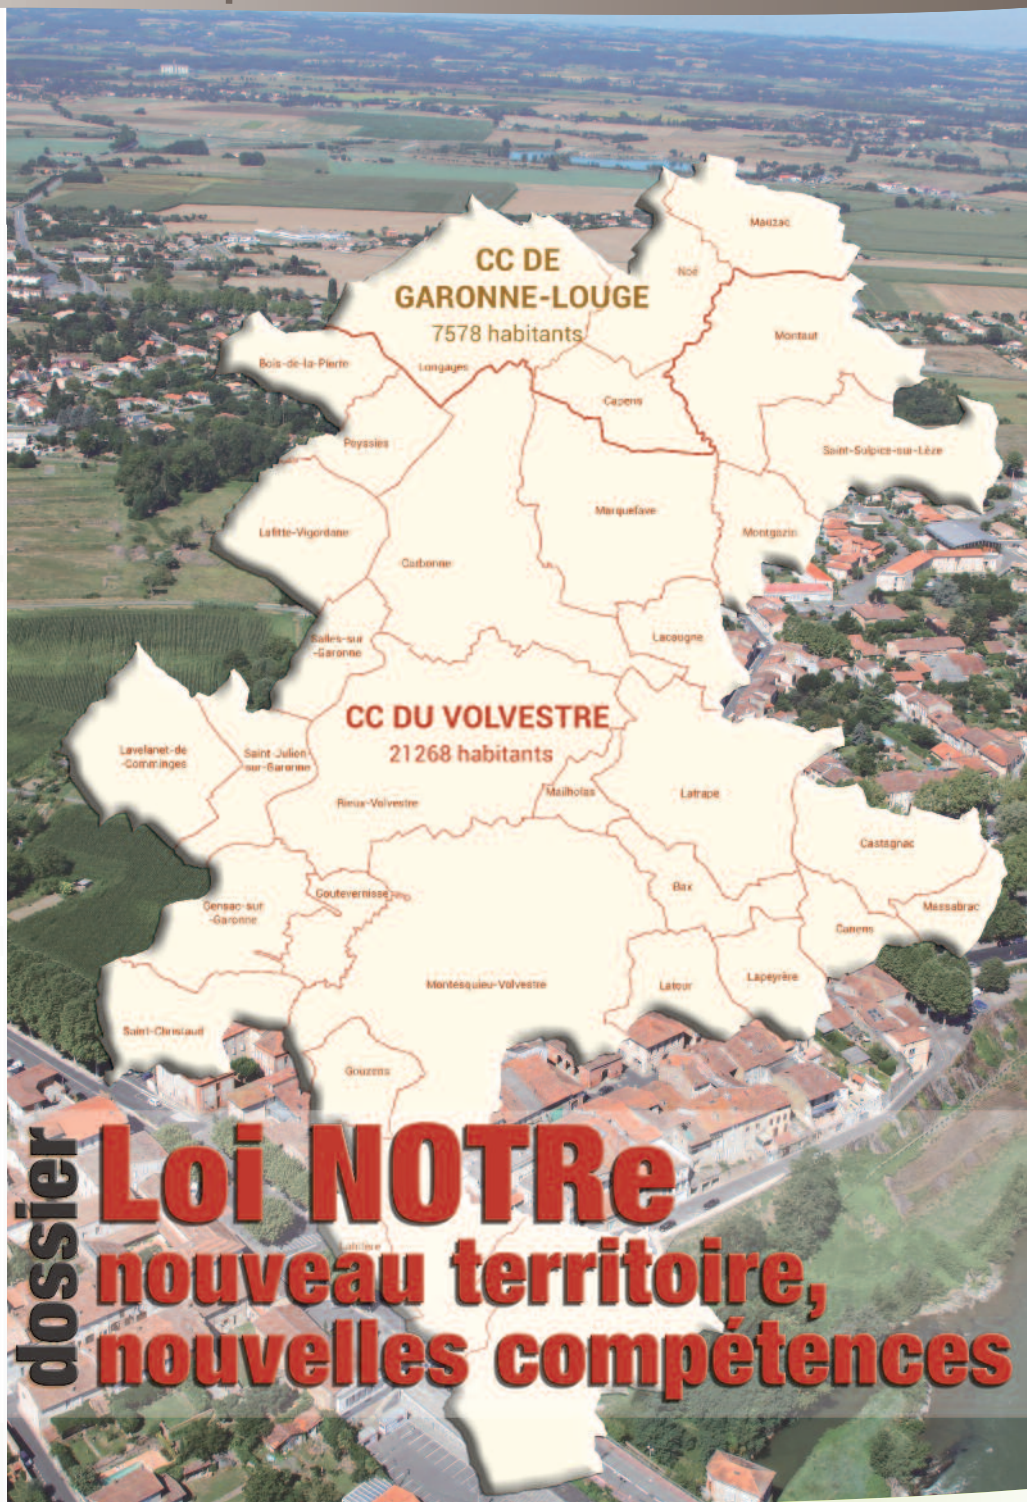 Mauzac
Noé
CC DE
GARONNE-LOUGE
7578 habitants
Montaut
Bois-de-la-Pierre
Longages
Capens
Peyssies
Saint-Sulpice-sur-Lèze
Marquefave
Lafitte-Vigordane
Montgazin
Carbonne
Salles-sur
-Garonne
Lacaugne
CC DU VOLVESTRE
21268 habitants
Lavelanet-de
-Comminges
Saint-Julien
-sur-Garonne
Mailholas
Latrape
Rieux-Volvestre
Castagnac
Bax
Goutevernisse
Massabrac
Gensac-sur
-Garonne
Canens
Lapeyrère
Montesquieu-Volvestre
Latour
Saint-Christaud
Gouzens
dossier
Loi NOTRe
nouveau territoire,
nouvelles compétences